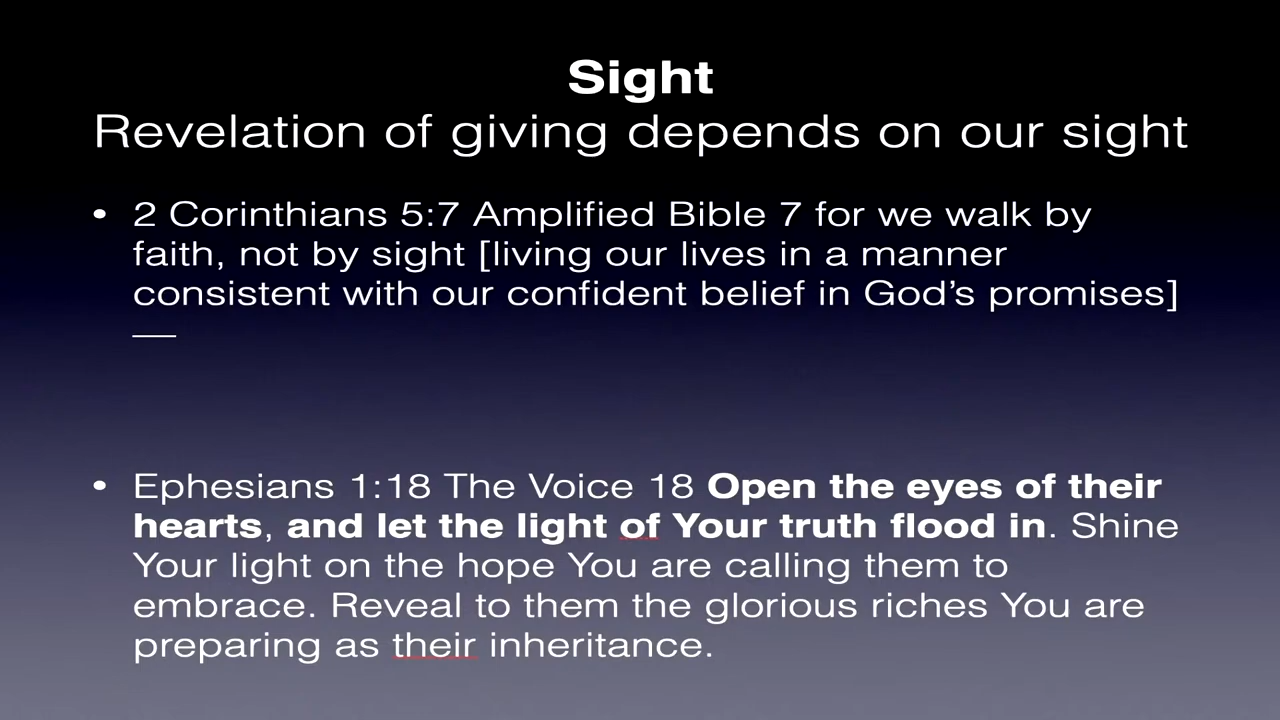 Sight
Revelation of giving depends on our sight
• 2 Corinthians 5:7 Amplified Bible 7 for we walk by
faith, not by sight [living our lives in a manner
consistent with our confident belief in God’s promises]
—
• Ephesians 1:18 The Voice 18 Open the eyes of their
hearts, and let the light of Your truth flood in. Shine
Your light on the hope You are calling them to
embrace. Reveal to them the glorious riches You are
preparing as their inheritance.